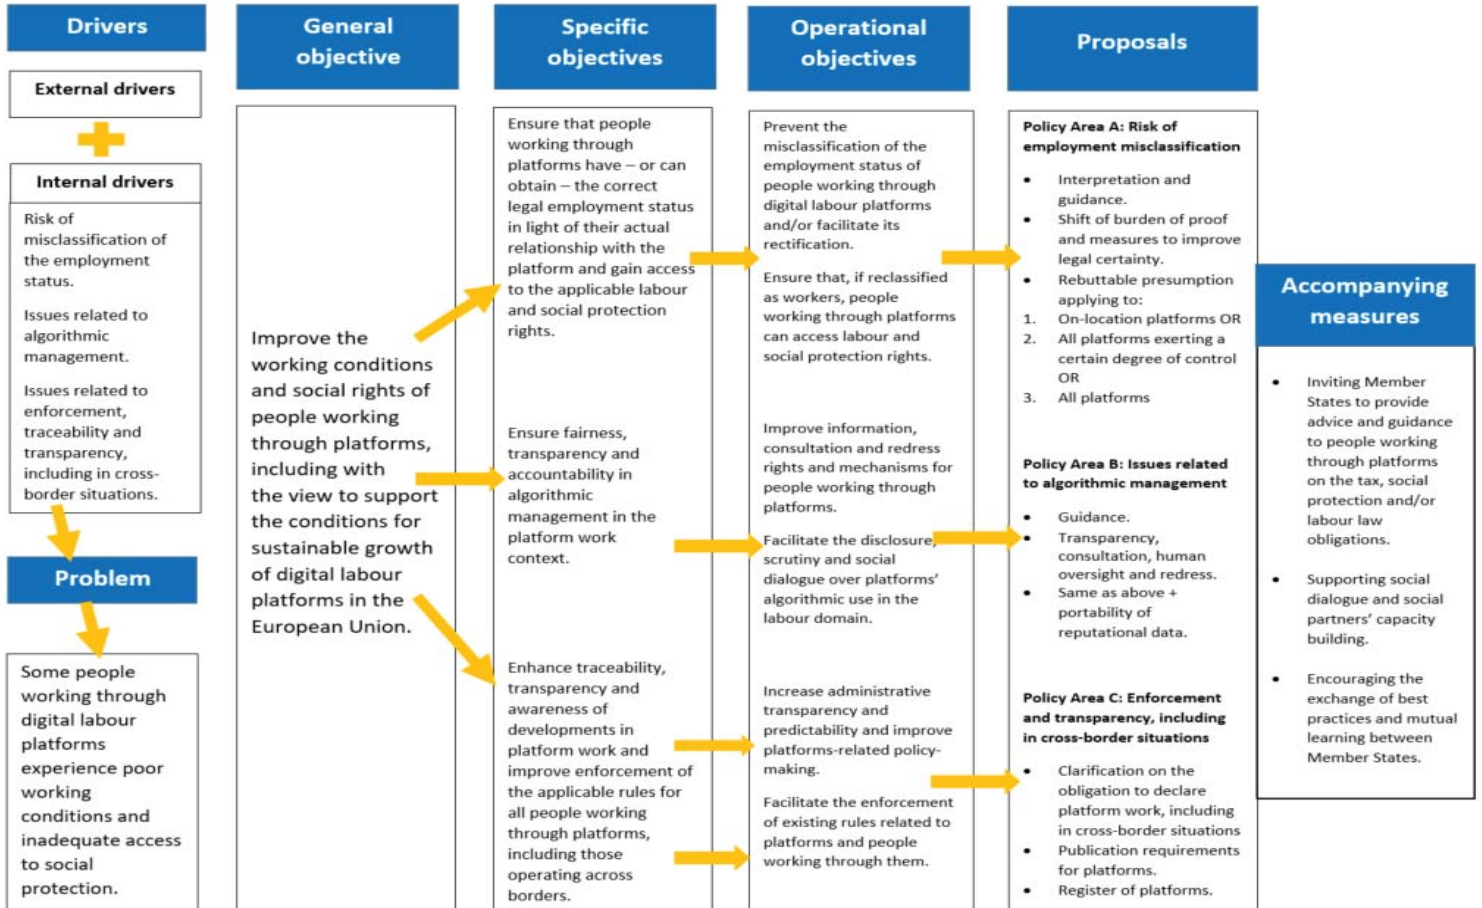 Drivers
External drivers
Internal drivers
Risk of
misclassification of
the employment
status.
Issues related to
algorithmic
management.
Issues related to
enforcement,
traceability and
transparency,
including in cross-
border situations.
Problem
Some people
working through
digital labour
platforms
experience poor
working
conditions and
inadequate access
to social
protection.
General
objective
Improve the
working conditions
and social rights of
people working
through platforms,
including with
the view to support
the conditions for
sustainable growth
of digital labour
platforms in the
European Union.
Specific
objectives
Ensure that people
working through
platforms have – or can
obtain – the correct
legal employment status
in light of their actual
relationship with the
platform and gain access
to the applicable labour
and social protection
rights.
Ensure fairness,
transparency and
accountability in
algorithmic
management in the
platform work
context.
Enhance traceability,
transparency and
awareness of
developments in
platform work and
improve enforcement of
the applicable rules for
all people working
through platforms,
including those
operating across
borders.
Operational
objectives
Prevent the
misclassification of the
employment status of
people working through
digital labour platforms
and/or facilitate its
rectification.
Ensure that, if reclassified
as workers, people
working through platforms
can access labour and
social protection rights.
Improve information,
consultation and redress
rights and mechanisms for
people working through
platforms.
Facilitate the disclosure,
scrutiny and social
dialogue over platforms’
algorithmic use in the
labour domain.
Increase administrative
transparency and
predictability and improve
platforms-related policy-
making.
Facilitate the enforcement
of existing rules related to
platforms and people
working through them.
Proposals
Policy Area A: Risk of
employment misclassification
• Interpretation and
guidance.
• Shift of burden of proof
and measures to improve
legal certainty.
• Rebuttable presumption
applying to:
1. On-location platforms OR
2. All platforms exerting a
certain degree of control
OR
3. All platforms
Policy Area B: Issues related
to algorithmic management
• Guidance.
• Transparency,
consultation, human
oversight and redress.
• Same as above +
portability of
reputational data.
Policy Area C: Enforcement
and transparency, including
in cross-border situations
• Clarification on the
obligation to declare
platform work, including
in cross-border situations
• Publication requirements
for platforms.
• Register of platforms.
Accompanying
measures
• Inviting Member
States to provide
advice and guidance
to people working
through platforms
on the tax, social
protection and/or
labour law
obligations.
• Supporting social
dialogue and social
partners’ capacity
building.
• Encouraging the
exchange of best
practices and mutual
learning between
Member States.